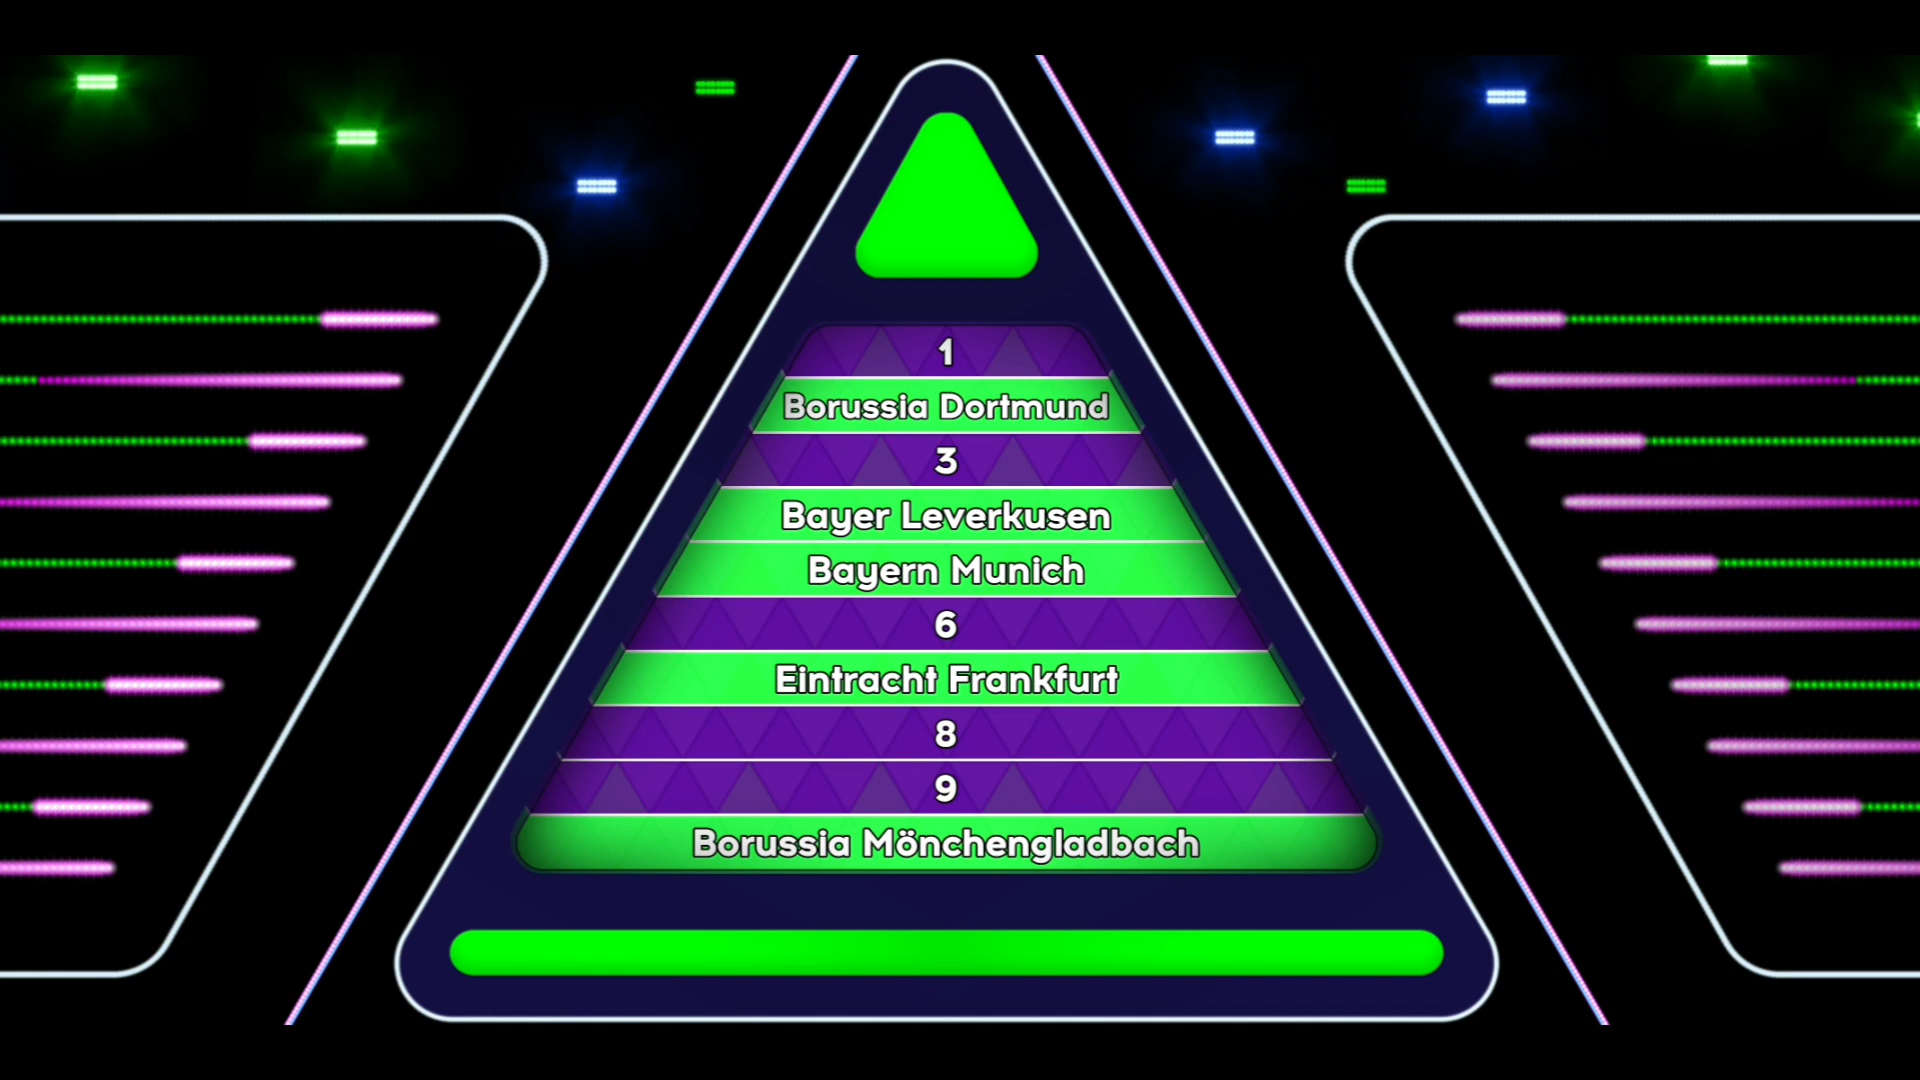 1
Borussia Dortmund
3
Bayer Leverkusen
Bayern Munich
6
Eintracht Frankfurt
8
9
Borussia Mönchengladbach